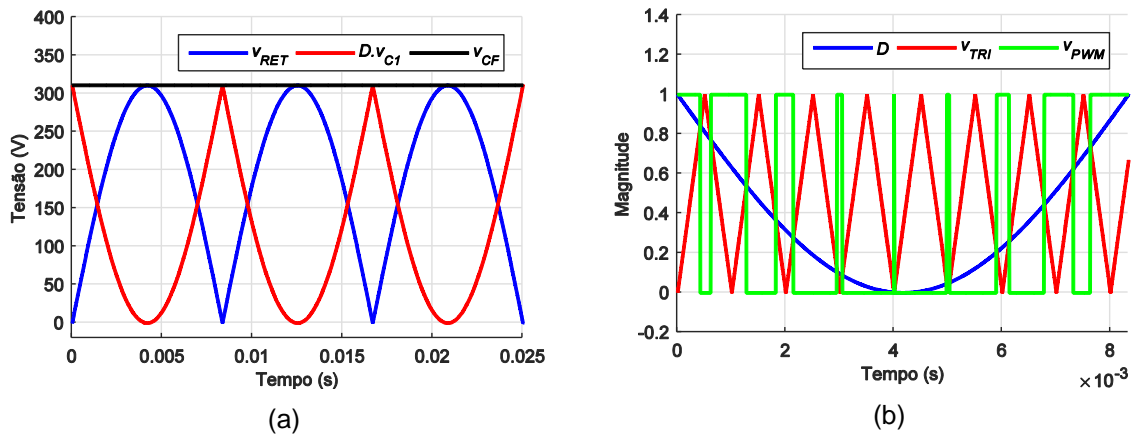 400
350
300
250
200
150
100
50
0
Tensão (V)
v_RET D.v_C1 v_CF
0 0.005 0.01 0.015 0.02 0.025
Tempo (s)
(a)
1.4
1.2
1
0.8
0.6
0.4
0.2
0
-0.2
Magnitude
D v_TRI v_PWM
0 2 4 6 8
×10⁻³
Tempo (s)
(b)